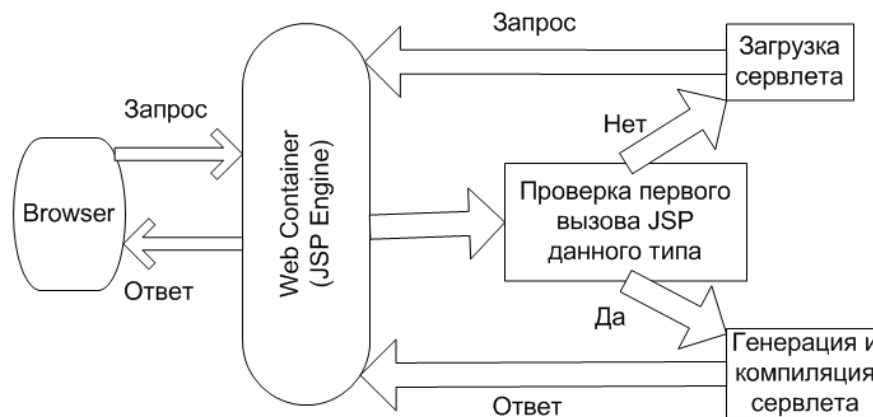 Запрос
Загрузка
сервлета
Запрос
Нет
Browser
Web Container
(JSP Engine)
Проверка первого
вызова JSP
данного типа
Ответ
Да
Генерация и
компиляция
сервлета
Ответ